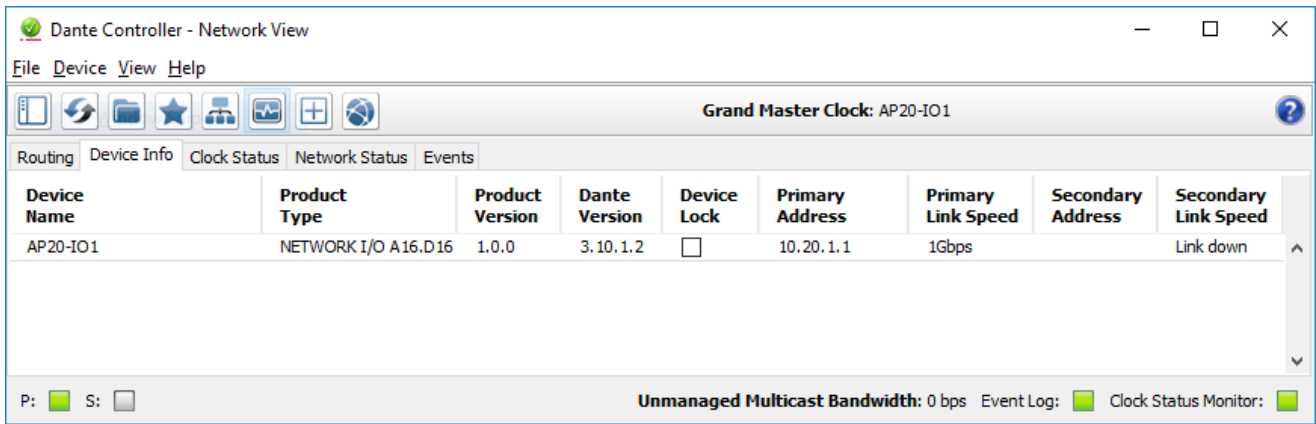 Dante Controller - Network View
File Device View Help
Grand Master Clock: AP20-IO1
?
Routing Device Info Clock Status Network Status Events
Device Name Product Type Product Version Dante Version Device Lock Primary Address Primary Link Speed Secondary Address Secondary Link Speed
AP20-IO1 NETWORK I/O A16.D16 1.0.0 3.10.1.2 10.20.1.1 1Gbps Link down
P: S: Unmanaged Multicast Bandwidth: 0 bps Event Log: Clock Status Monitor: